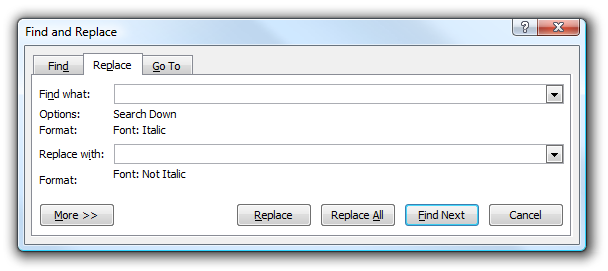 Find and Replace
Find Replace Go To
Find what:
Options: Search Down
Format: Font: Italic
Replace with:
Format: Font: Not Italic
More >> Replace Replace All Find Next Cancel